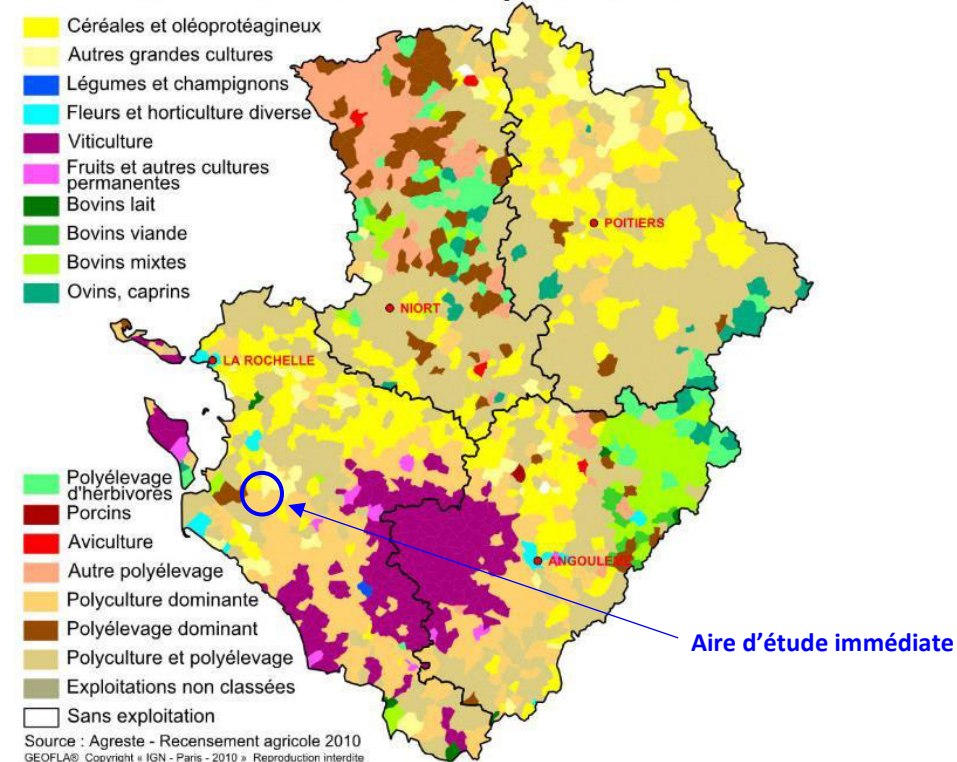 Céréales et oléoprotéagineux
Autres grandes cultures
Légumes et champignons
Fleurs et horticulture diverse
Viticulture
Fruits et autres cultures
permanentes
Bovins lait
Bovins viande
Bovins mixtes
Ovins, caprins
POITIERS
NIORT
LA ROCHELLE
ANGOULEME
Polyélevage
d'herbivores
Porcins
Aviculture
Autre polyélevage
Polyculture dominante
Polyélevage dominant
Polyculture et polyélevage
Exploitations non classées
Sans exploitation
Aire d'étude immédiate
Source : Agreste - Recensement agricole 2010
GEOFLA® Copyright « IGN - Paris - 2010 » Reproduction interdite